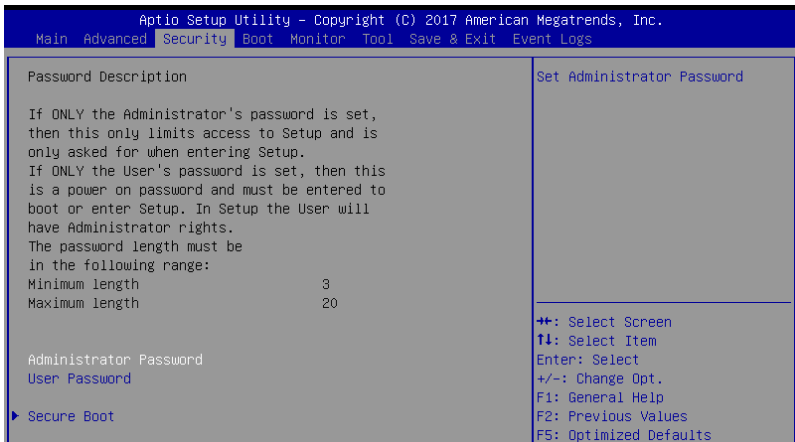 Aptio Setup Utility – Copyright (C) 2017 American Megatrends, Inc.
Main Advanced Security Boot Monitor Tool Save & Exit Event Logs
Password Description
If ONLY the Administrator's password is set,
then this only limits access to Setup and is
only asked for when entering Setup.
If ONLY the User's password is set, then this
is a power on password and must be entered to
boot or enter Setup. In Setup the User will
have Administrator rights.
The password length must be
in the following range:
Minimum length 3
Maximum length 20
Administrator Password
User Password
Secure Boot
Set Administrator Password
→←: Select Screen
↑↓: Select Item
Enter: Select
+/-: Change Opt.
F1: General Help
F2: Previous Values
F5: Optimized Defaults